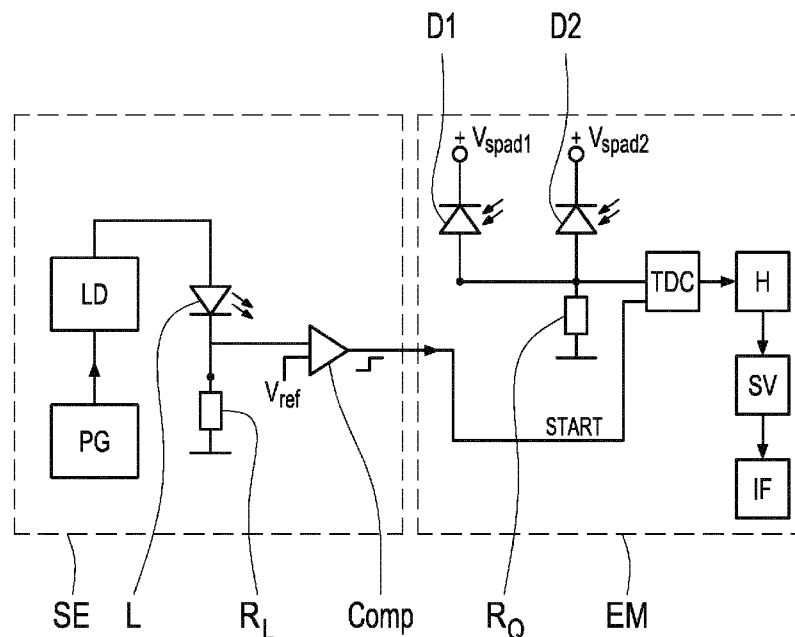 D1 D2
+ V_spad1 + V_spad2
LD
TDC H
V_ref
PG
SV
START
IF
SE L R_L Comp R_Q EM